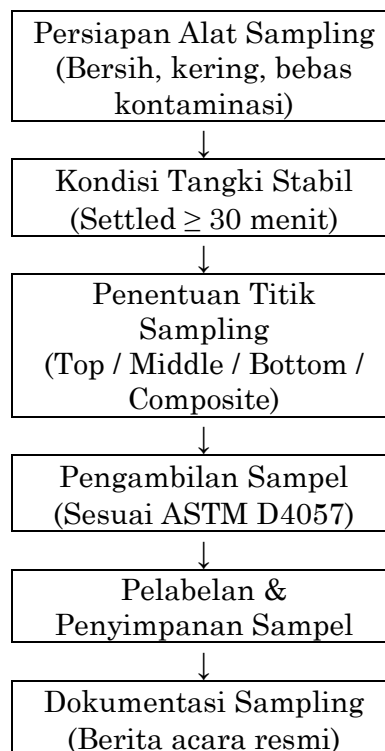 Persiapan Alat Sampling
(Bersih, kering, bebas
kontaminasi)
↓
Kondisi Tangki Stabil
(Settled ≥ 30 menit)
↓
Penentuan Titik
Sampling
(Top / Middle / Bottom /
Composite)
↓
Pengambilan Sampel
(Sesuai ASTM D4057)
↓
Pelabelan &
Penyimpanan Sampel
↓
Dokumentasi Sampling
(Berita acara resmi)